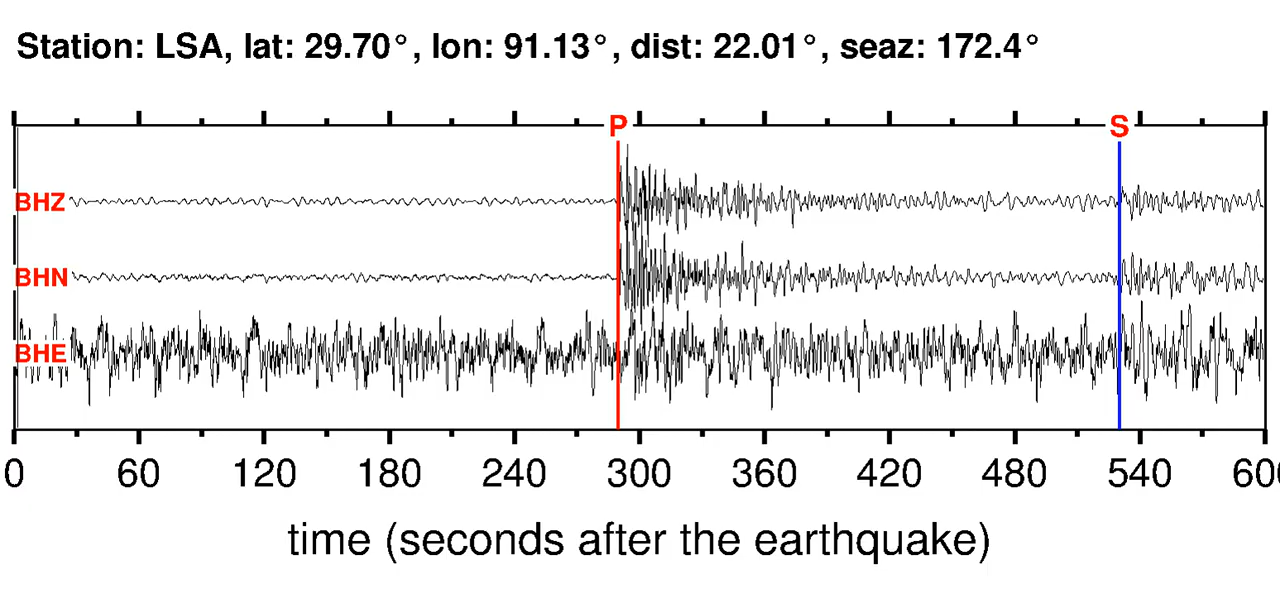 Station: LSA, lat: 29.70°, lon: 91.13°, dist: 22.01°, seaz: 172.4°
P S
BHZ
BHN
BHE
0 60 120 180 240 300 360 420 480 540 600
time (seconds after the earthquake)